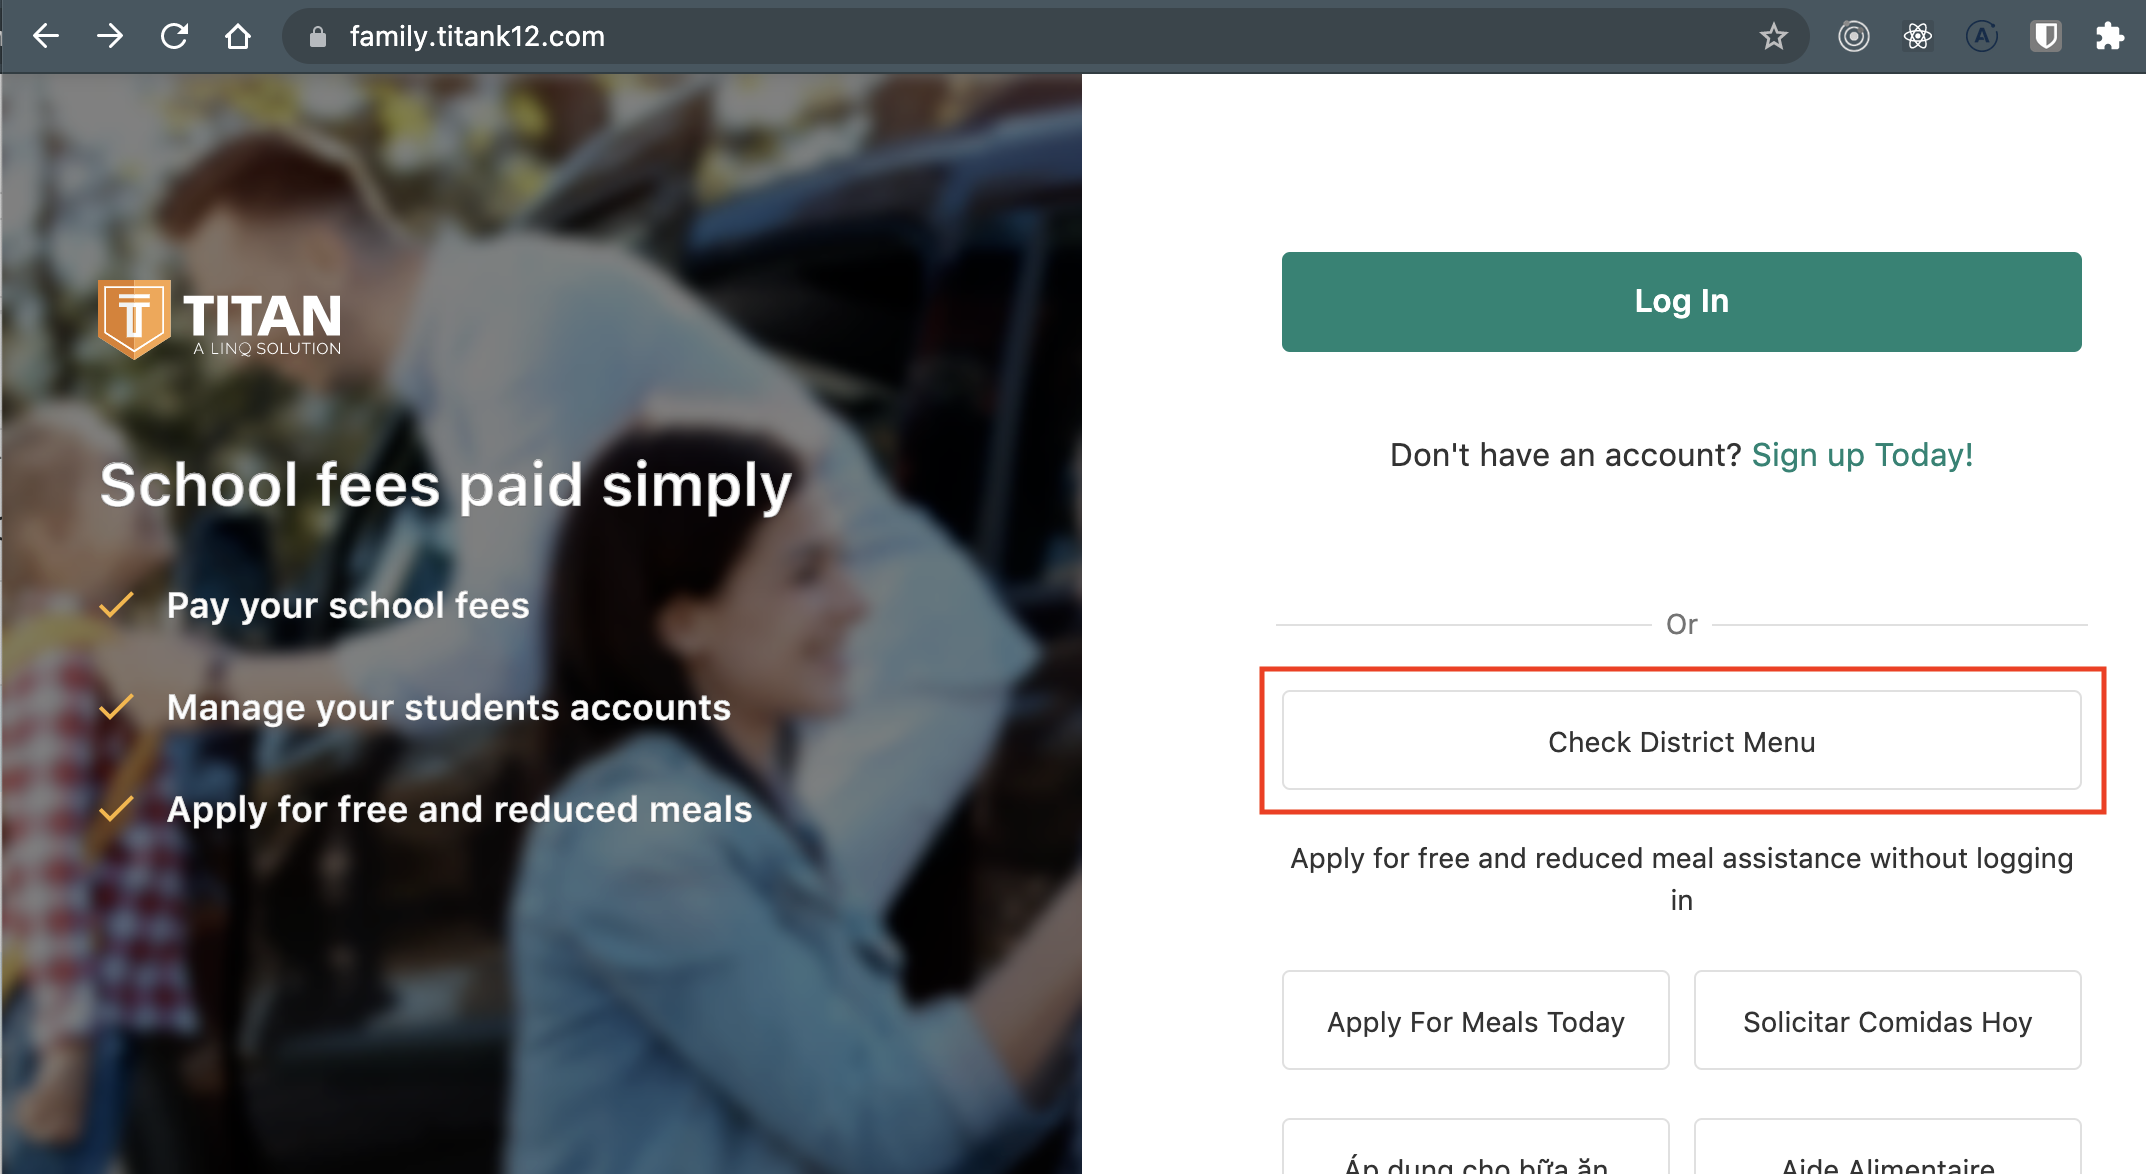 family.titank12.com
TITAN
A LINQ SOLUTION
School fees paid simply
Pay your school fees
Manage your students accounts
Apply for free and reduced meals
Log In
Don't have an account? Sign up Today!
Or
Check District Menu
Apply for free and reduced meal assistance without logging
in
Apply For Meals Today
Solicitar Comidas Hoy
Áp dụng cho bữa ăn
Aide Alimentaire